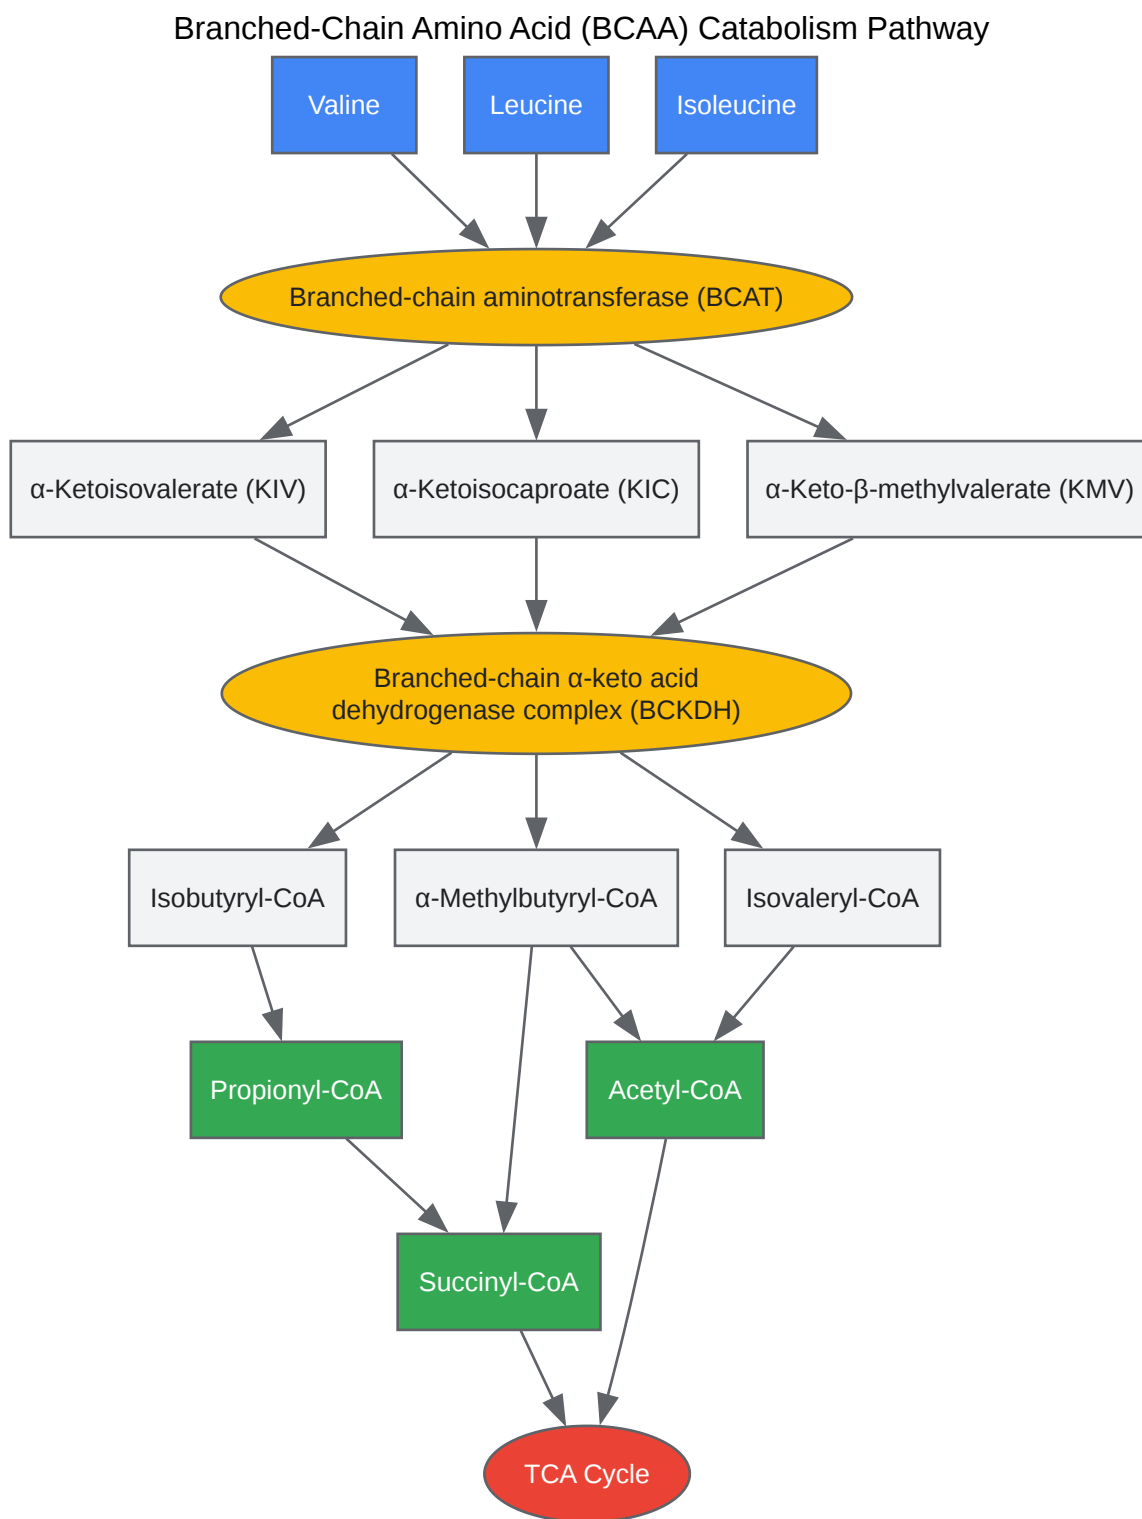 Branched-Chain Amino Acid (BCAA) Catabolism Pathway
Valine
Leucine
Isoleucine
Branched-chain aminotransferase (BCAT)
α-Ketoisovalerate (KIV)
α-Ketoisocaproate (KIC)
α-Keto-β-methylvalerate (KMV)
Branched-chain α-keto acid
dehydrogenase complex (BCKDH)
Isobutyryl-CoA
α-Methylbutyryl-CoA
Isovaleryl-CoA
Propionyl-CoA
Acetyl-CoA
Succinyl-CoA
TCA Cycle